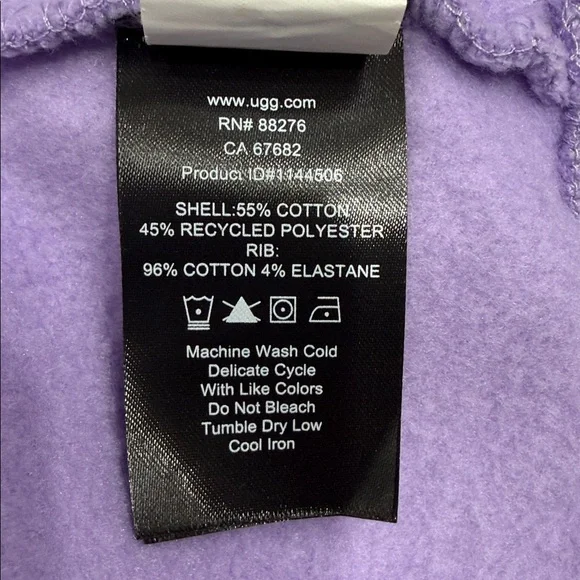 www.ugg.com
RN# 88276
CA 67682
Product ID#1144506
SHELL:55% COTTON
45% RECYCLED POLYESTER
RIB:
96% COTTON 4% ELASTANE
Machine Wash Cold
Delicate Cycle
With Like Colors
Do Not Bleach
Tumble Dry Low
Cool Iron